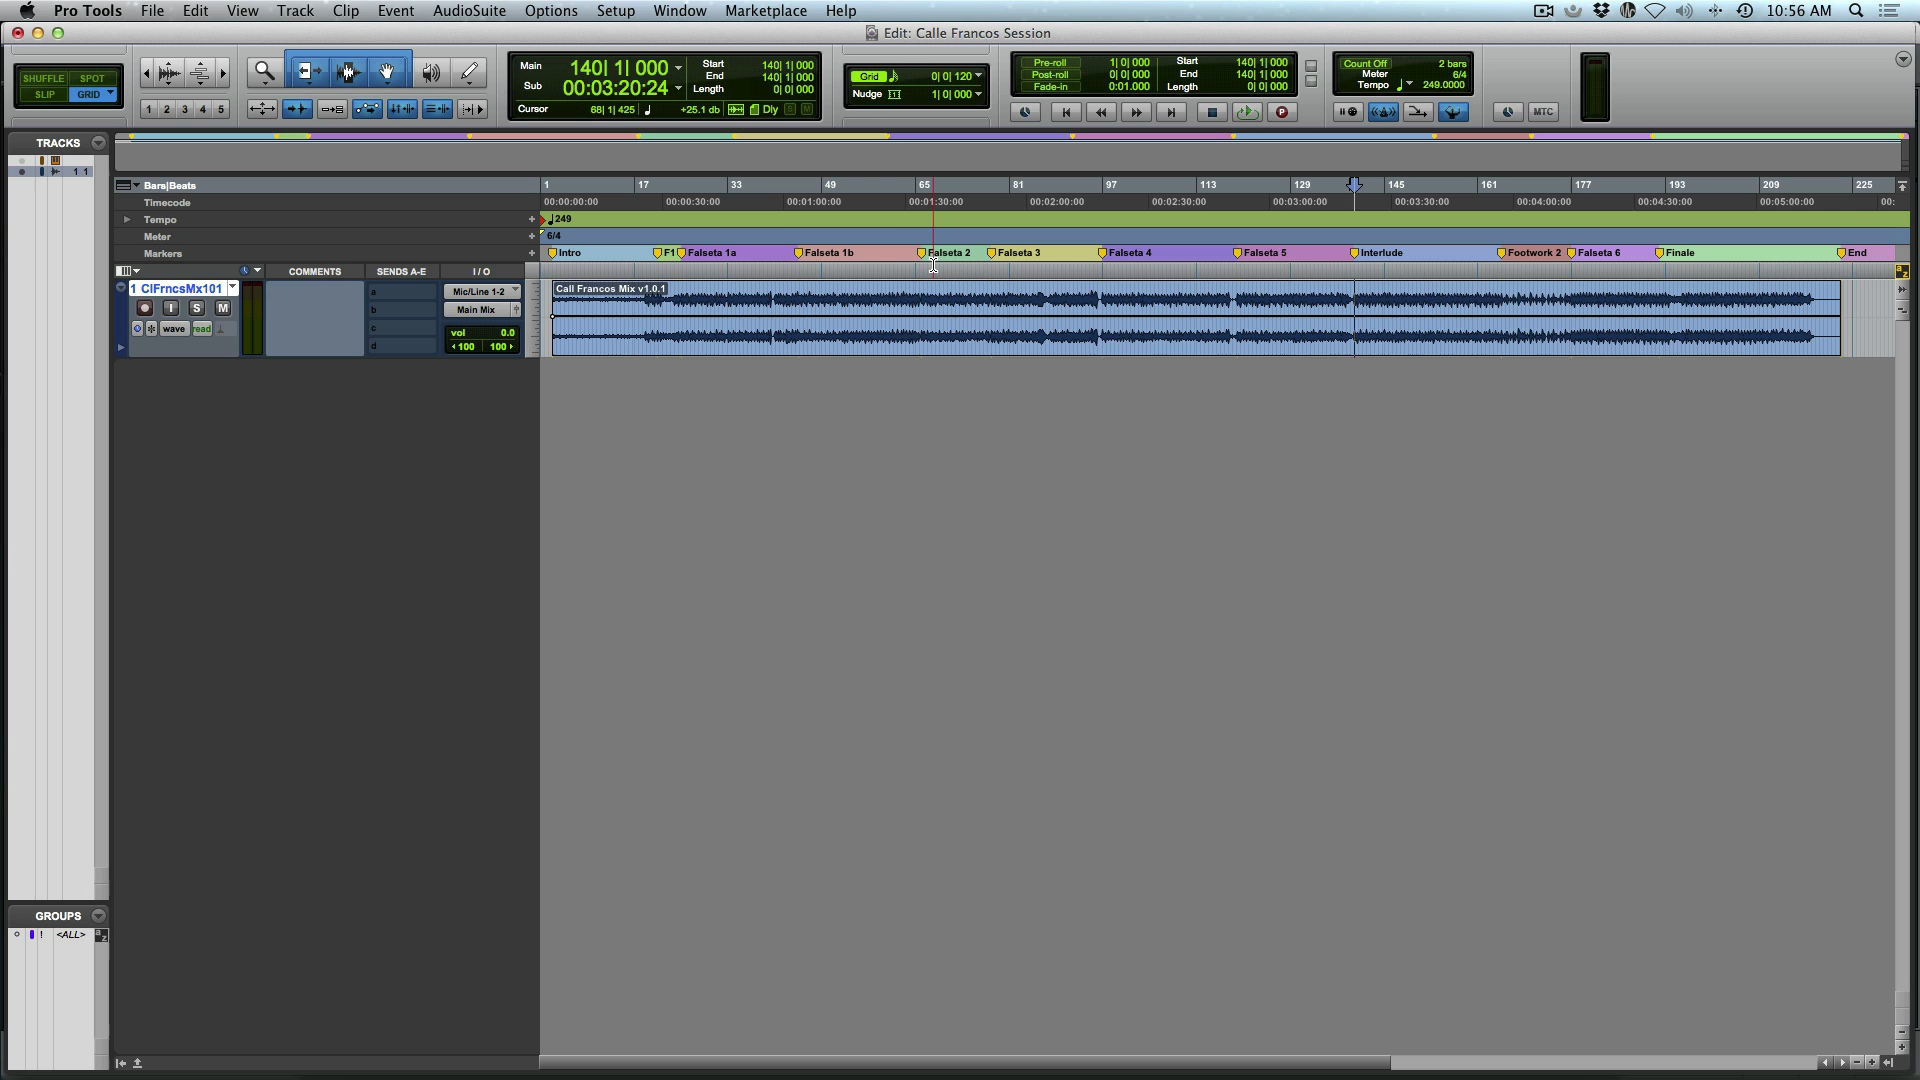 Pro Tools File Edit View Track Clip Event AudioSuite Options Setup Window Marketplace Help 10:56 AM
Edit: Calle Francos Session
SHUFFLE SPOT
SLIP GRID
1 2 3 4 5
Main 140| 1| 000
Sub 00:03:20:24
Start 140| 1| 000
End 140| 1| 000
Length 0| 0| 000
Cursor 68| 1| 425 +25.1 db Dly S M
Grid 0| 0| 120
Nudge 1| 0| 000
Pre-roll 1| 0| 000 Start 140| 1| 000
Post-roll 0| 0| 000 End 140| 1| 000
Fade-in 0:01.000 Length 0| 0| 000
Count Off 2 bars
Meter 6/4
Tempo 249.0000
MTC
TRACKS
1 1
Bars|Beats 1 17 33 49 65 81 97 113 129 145 161 177 193 209 225
Timecode 00:00:00:00 00:00:30:00 00:01:00:00 00:01:30:00 00:02:00:00 00:02:30:00 00:03:00:00 00:03:30:00 00:04:00:00 00:04:30:00 00:05:00:00 00:
Tempo 249
Meter 6/4
Markers Intro F1 Falseta 1a Falseta 1b Falseta 2 Falseta 3 Falseta 4 Falseta 5 Interlude Footwork 2 Falseta 6 Finale End
COMMENTS SENDS A-E I / O
1 ClFrncsMx101
I S M
wave read
a
b
c
d
Mic/Line 1-2
Main Mix
vol 0.0
100 100
Call Francos Mix v1.0.1
a z
GROUPS
! <ALL> a z